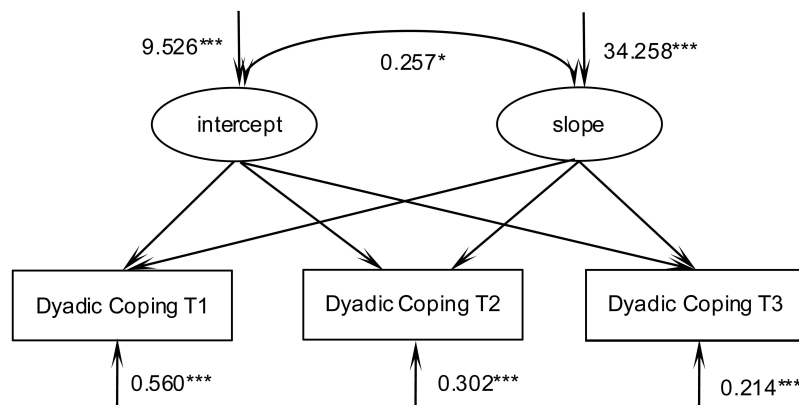 9.526***
0.257*
34.258***
intercept
slope
Dyadic Coping T1
Dyadic Coping T2
Dyadic Coping T3
0.560***
0.302***
0.214***